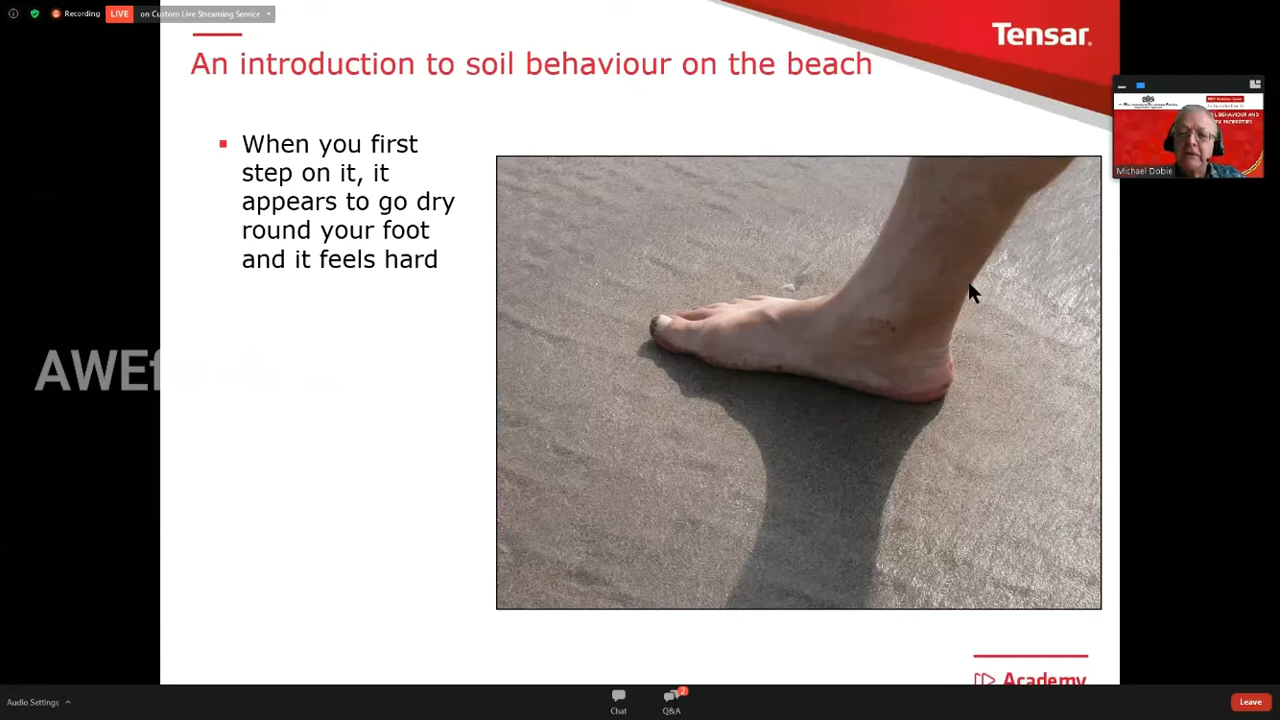 Recording
LIVE
on Custom Live Streaming Service
Tensar
An introduction to soil behaviour on the beach
When you first
step on it, it
appears to go dry
round your foot
and it feels hard
Michael Dobie
Academy
Audio Settings
Chat
2
Q&A
Leave